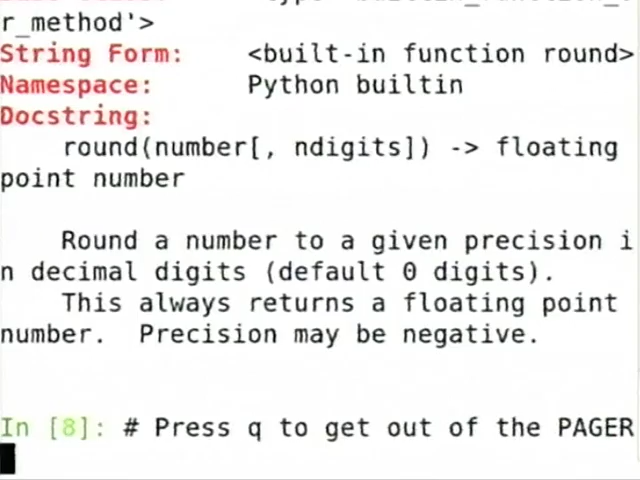 r_method'>
String Form: <built-in function round>
Namespace: Python builtin
Docstring:
round(number[, ndigits]) -> floating
point number
Round a number to a given precision i
n decimal digits (default 0 digits).
This always returns a floating point
number. Precision may be negative.
In [8]: # Press q to get out of the PAGER